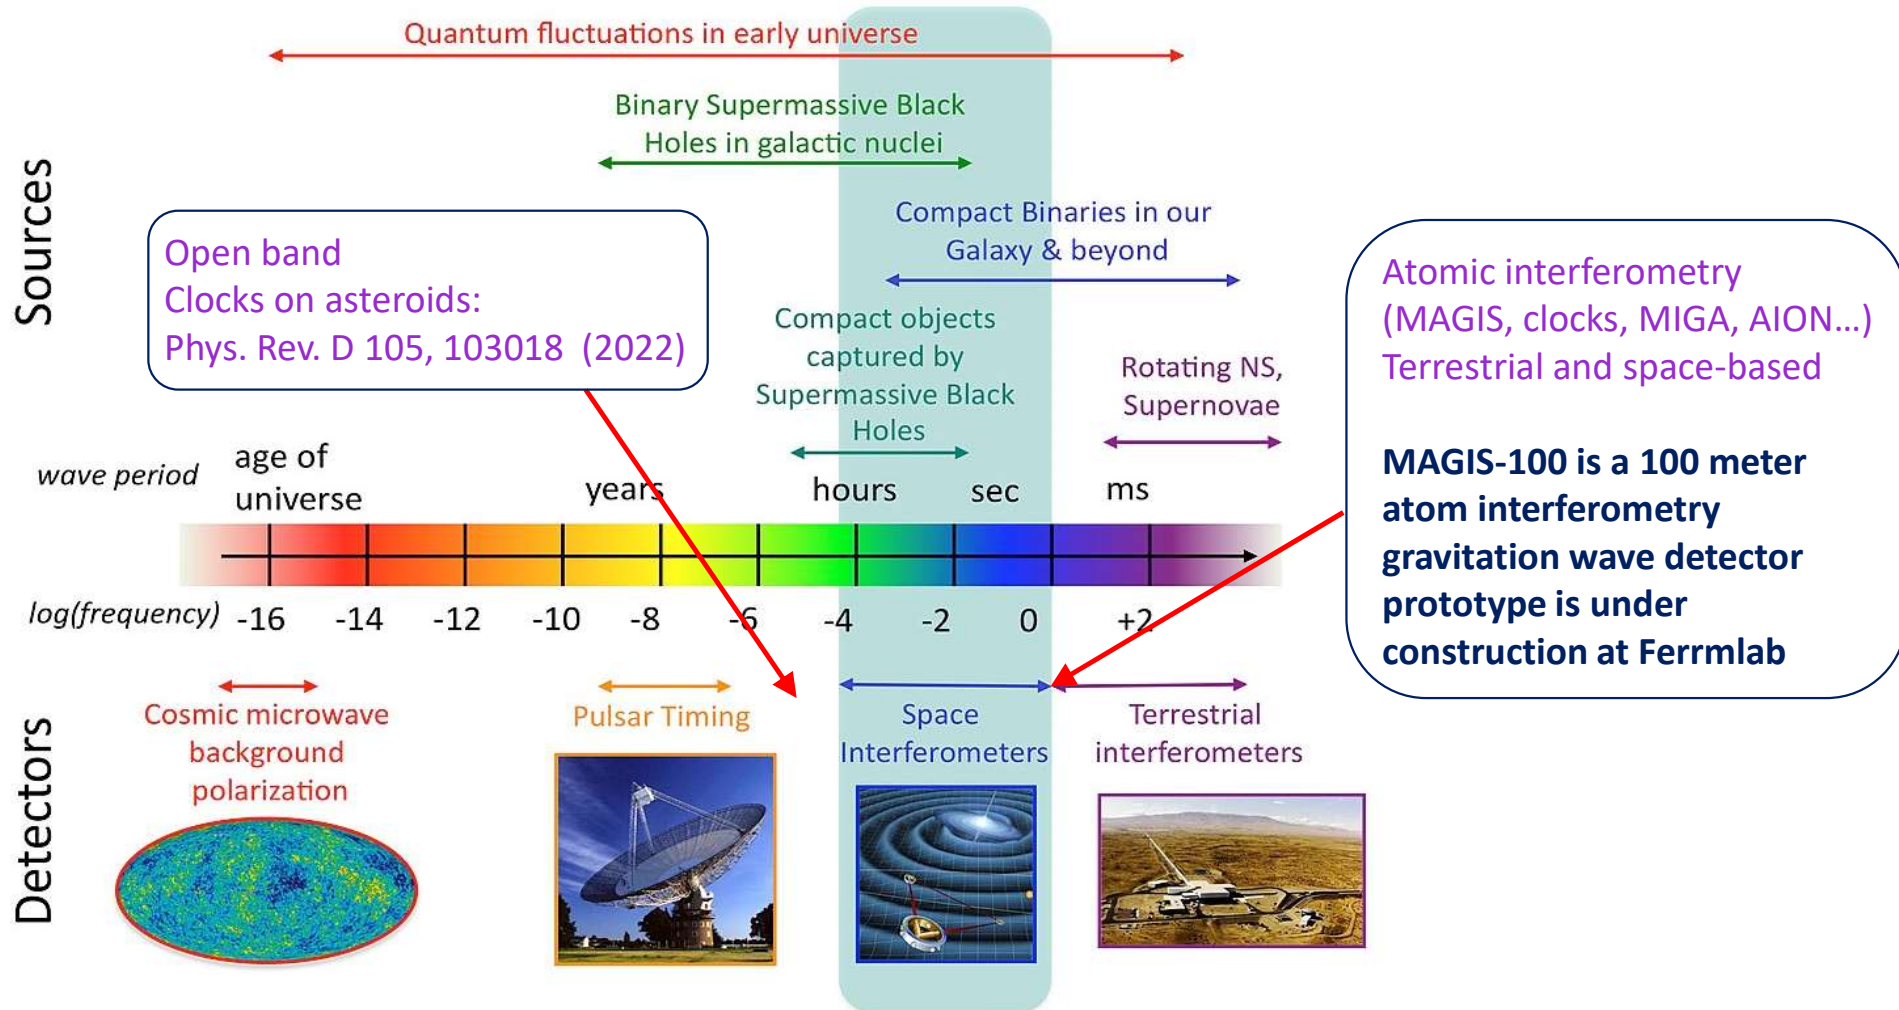 Quantum fluctuations in early universe
Binary Supermassive Black
Holes in galactic nuclei
Sources
Compact Binaries in our
Galaxy & beyond
Open band
Clocks on asteroids:
Phys. Rev. D 105, 103018 (2022)
Compact objects
captured by
Supermassive Black
Holes
Rotating NS,
Supernovae
Atomic interferometry
(MAGIS, clocks, MIGA, AION...)
Terrestrial and space-based
MAGIS-100 is a 100 meter
atom interferometry
gravitation wave detector
prototype is under
construction at Ferrmlab
wave period
age of
universe
years
hours
sec
ms
log(frequency)
-16 -14 -12 -10 -8 -6 -4 -2 0 +2
Detectors
Cosmic microwave
background
polarization
Pulsar Timing
Space
Interferometers
Terrestrial
interferometers